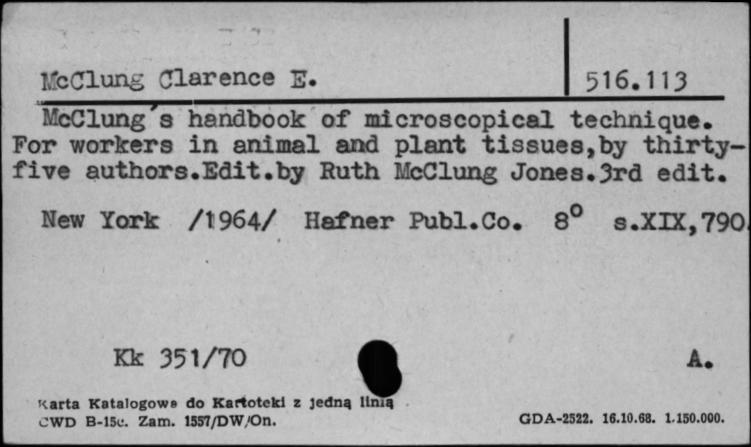 McClung Clarence E.
516.113
McClung's handbook of microscopical technique.
For workers in animal and plant tissues,by thirty-
five authors.Edit.by Ruth McClung Jones.3rd edit.
New York /1964/ Hafner Publ.Co. 8° s.XIX,790.
Kk 351/70
A.
Karta Katalogowa do Kartoteki z jedną linią
CWD B-15c. Zam. 1557/DW/On.
GDA-2522. 16.10.68. 1.150.000.